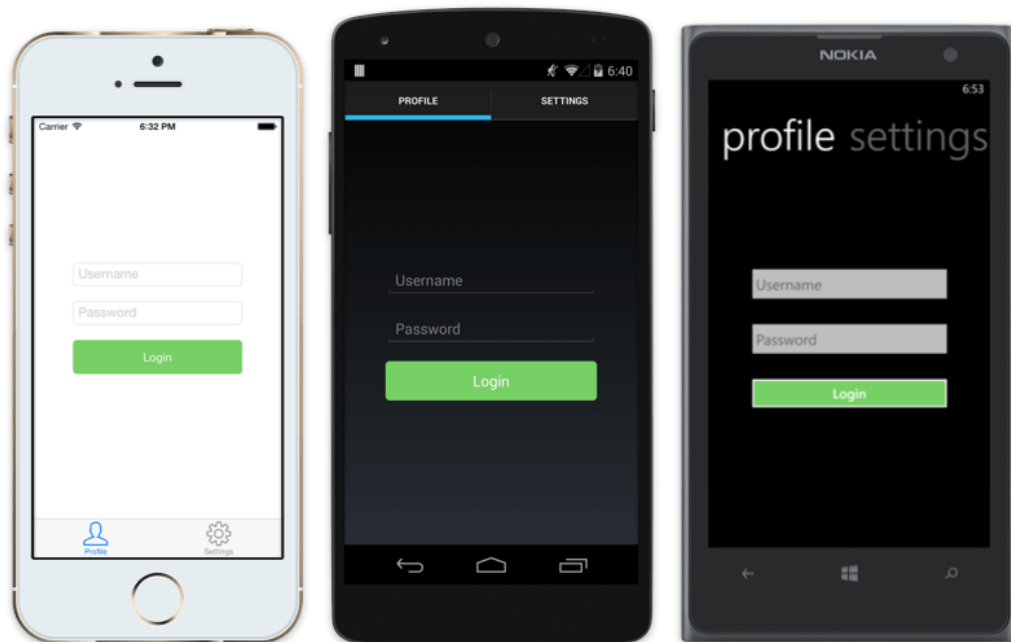 Carrier
6:32 PM
Username
Password
Login
Profile
Settings
6:40
PROFILE
SETTINGS
Username
Password
Login
NOKIA
6:53
profile settings
Username
Password
Login